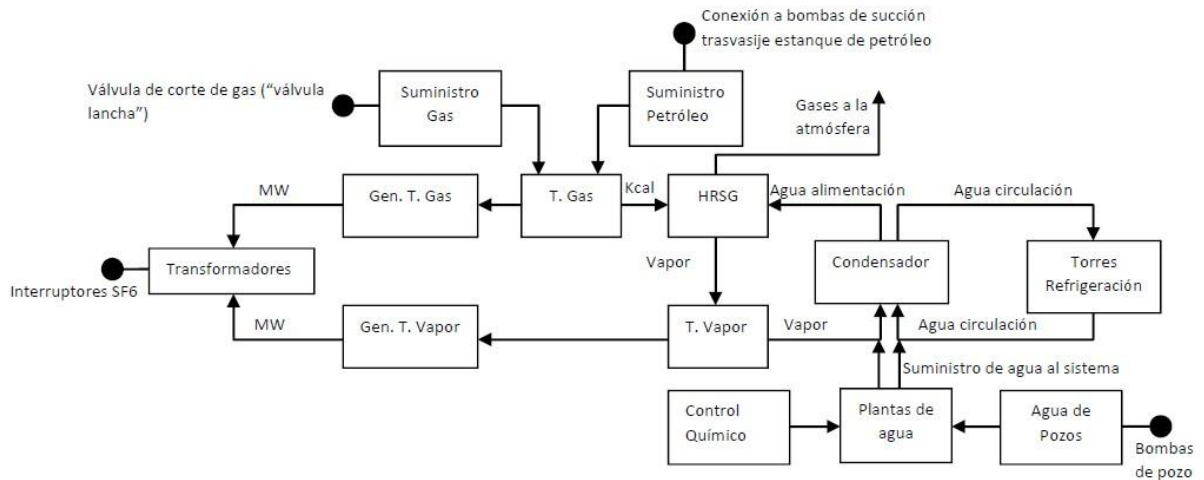 Conexión a bombas de succión
trasvasije estanque de petróleo
Válvula de corte de gas (“válvula
lancha”)
Suministro
Gas
Suministro
Petróleo
Gases a la
atmósfera
MW
Gen. T. Gas
T. Gas
Kcal
HRSG
Agua alimentación
Agua circulación
Transformadores
Vapor
Condensador
Torres
Refrigeración
Interruptores SF6
MW
Gen. T. Vapor
T. Vapor
Vapor
Agua circulación
Suministro de agua al sistema
Control
Químico
Plantas de
agua
Agua de
Pozos
Bombas
de pozo